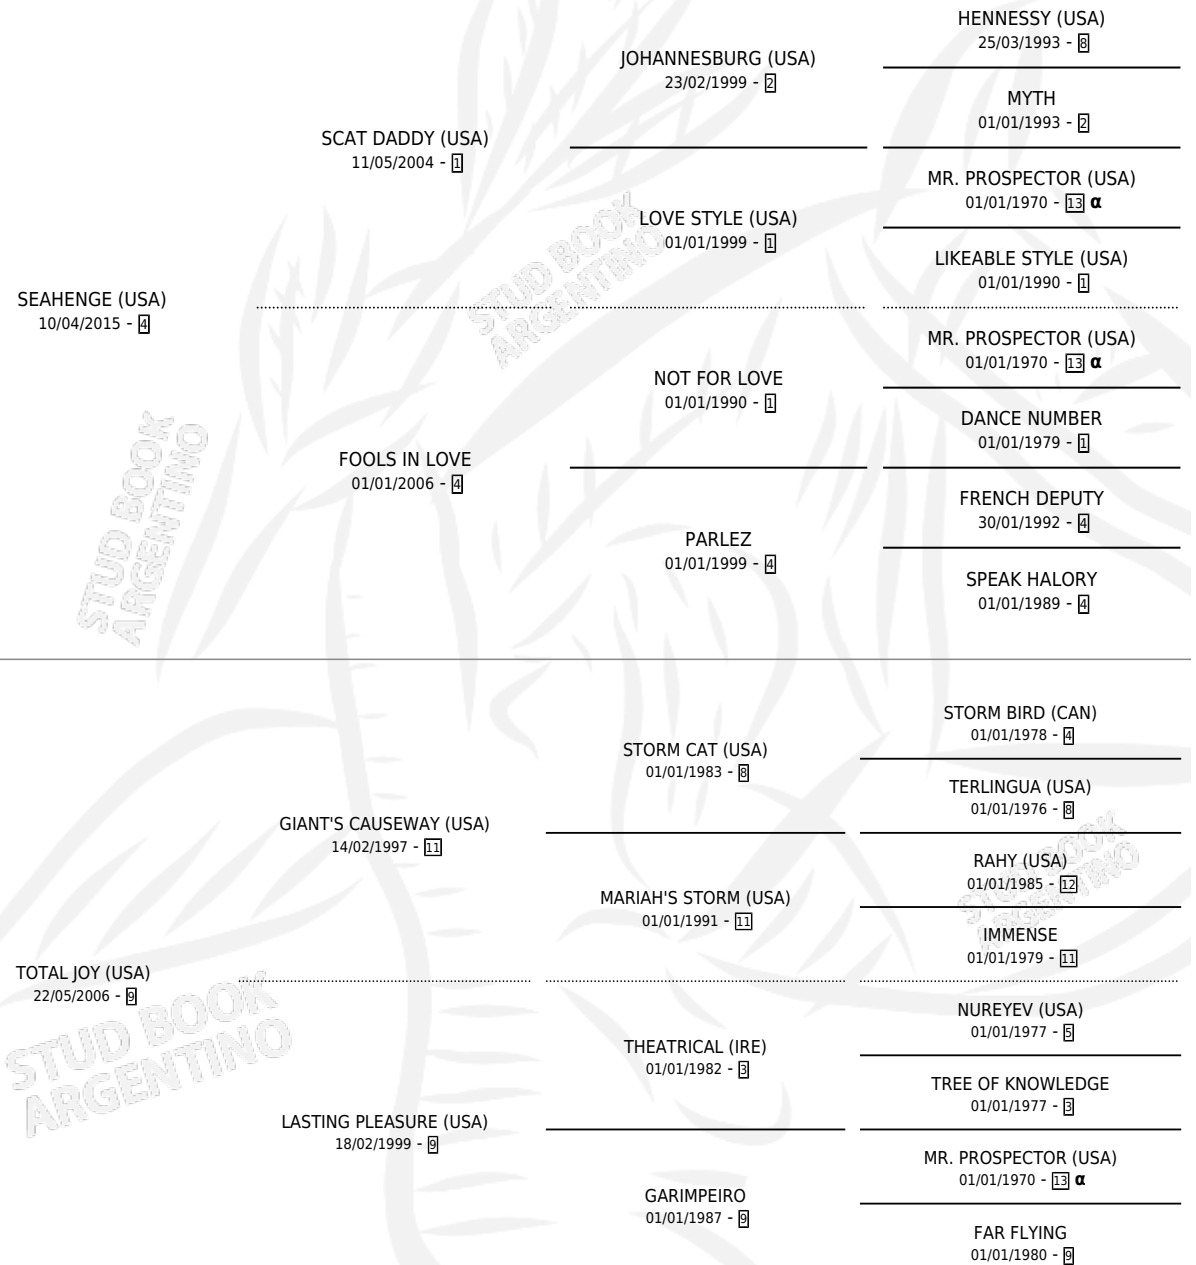 HENNESSY (USA)
25/03/1993 - 8
JOHANNESBURG (USA)
23/02/1999 - 2
MYTH
01/01/1993 - 2
SCAT DADDY (USA)
11/05/2004 - 1
MR. PROSPECTOR (USA)
01/01/1970 - 13 α
LOVE STYLE (USA)
01/01/1999 - 1
LIKEABLE STYLE (USA)
01/01/1990 - 1
SEAHENGE (USA)
10/04/2015 - 4
MR. PROSPECTOR (USA)
01/01/1970 - 13 α
NOT FOR LOVE
01/01/1990 - 1
DANCE NUMBER
01/01/1979 - 1
FOOLS IN LOVE
01/01/2006 - 4
FRENCH DEPUTY
30/01/1992 - 4
PARLEZ
01/01/1999 - 4
SPEAK HALORY
01/01/1989 - 4
STORM BIRD (CAN)
01/01/1978 - 4
STORM CAT (USA)
01/01/1983 - 8
TERLINGUA (USA)
01/01/1976 - 8
GIANT'S CAUSEWAY (USA)
14/02/1997 - 11
RAHY (USA)
01/01/1985 - 12
MARIAH'S STORM (USA)
01/01/1991 - 11
IMMENSE
01/01/1979 - 11
TOTAL JOY (USA)
22/05/2006 - 9
NUREYEV (USA)
01/01/1977 - 5
THEATRICAL (IRE)
01/01/1982 - 3
TREE OF KNOWLEDGE
01/01/1977 - 3
LASTING PLEASURE (USA)
18/02/1999 - 9
MR. PROSPECTOR (USA)
01/01/1970 - 13 α
GARIMPEIRO
01/01/1987 - 9
FAR FLYING
01/01/1980 - 9
STUD BOOK
ARGENTINO
STUD BOOK
ARGENTINO
STUD BOOK
ARGENTINO
STUD BOOK
ARGENTINO